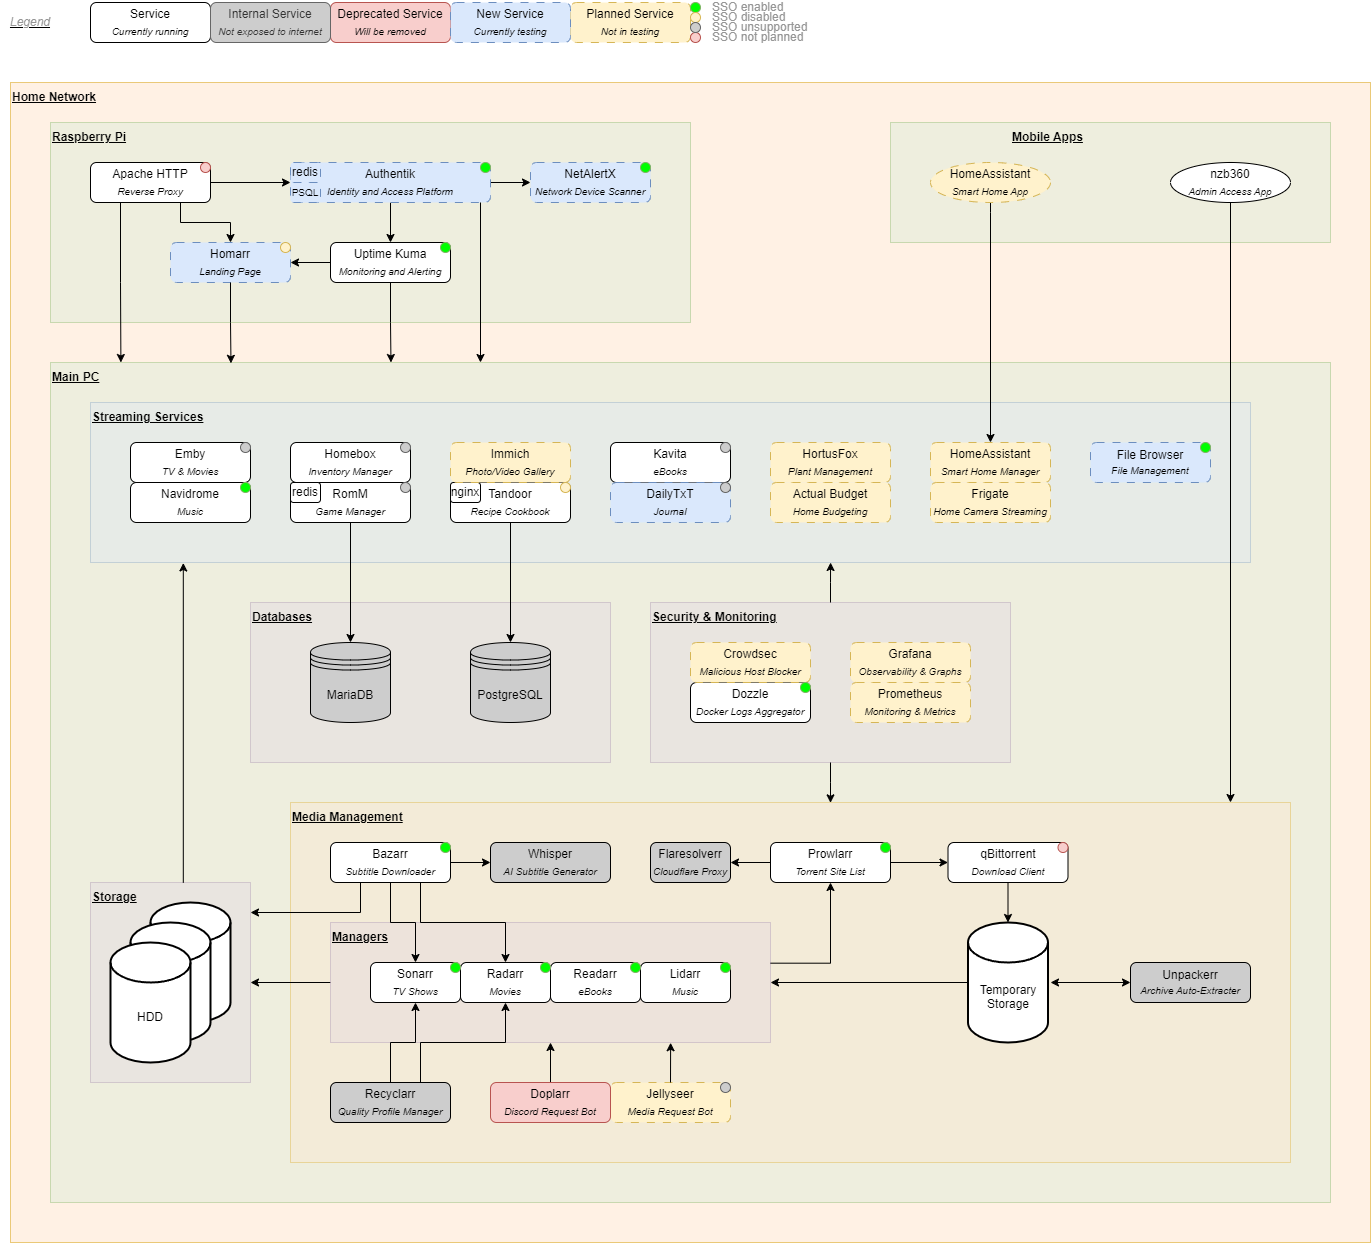 Legend
Service
Currently running
Internal Service
Not exposed to internet
Deprecated Service
Will be removed
New Service
Currently testing
Planned Service
Not in testing
SSO enabled
SSO disabled
SSO unsupported
SSO not planned
Home Network
Raspberry Pi
Apache HTTP
Reverse Proxy
redis
PSQL
Authentik
Identity and Access Platform
NetAlertX
Network Device Scanner
Homarr
Landing Page
Uptime Kuma
Monitoring and Alerting
Mobile Apps
HomeAssistant
Smart Home App
nzb360
Admin Access App
Main PC
Streaming Services
Emby
TV & Movies
Navidrome
Music
Homebox
Inventory Manager
redis
RomM
Game Manager
Immich
Photo/Video Gallery
nginx
Tandoor
Recipe Cookbook
Kavita
eBooks
DailyTxT
Journal
HortusFox
Plant Management
Actual Budget
Home Budgeting
HomeAssistant
Smart Home Manager
Frigate
Home Camera Streaming
File Browser
File Management
Databases
MariaDB
PostgreSQL
Security & Monitoring
Crowdsec
Malicious Host Blocker
Dozzle
Docker Logs Aggregator
Grafana
Observability & Graphs
Prometheus
Monitoring & Metrics
Media Management
Bazarr
Subtitle Downloader
Whisper
AI Subtitle Generator
Flaresolverr
Cloudflare Proxy
Prowlarr
Torrent Site List
qBittorrent
Download Client
Storage
HDD
Managers
Sonarr
TV Shows
Radarr
Movies
Readarr
eBooks
Lidarr
Music
Temporary
Storage
Unpackerr
Archive Auto-Extracter
Recyclarr
Quality Profile Manager
Doplarr
Discord Request Bot
Jellyseer
Media Request Bot